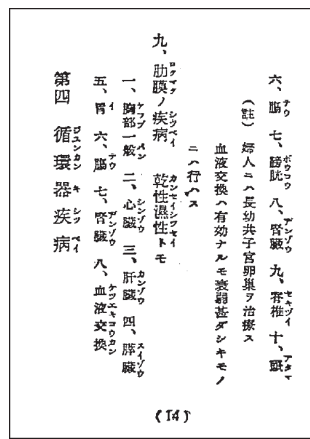 六、脳 七、膀胱 八、腎臓 九、脊椎 十、頭
(註) 婦人ニハ長幼共子宮卵巣ヲ治療ス
血液交換ハ有効ナルモ衰弱甚ダシキモノ
ニハ行ハス
九、肋膜ノ疾病 乾性濕性トモ
一、胸部一般 二、心臓 三、肝臓 四、膵臓
五、胃 六、腸 七、腎臓 八、血液交換
第四 循環器疾病
(14)